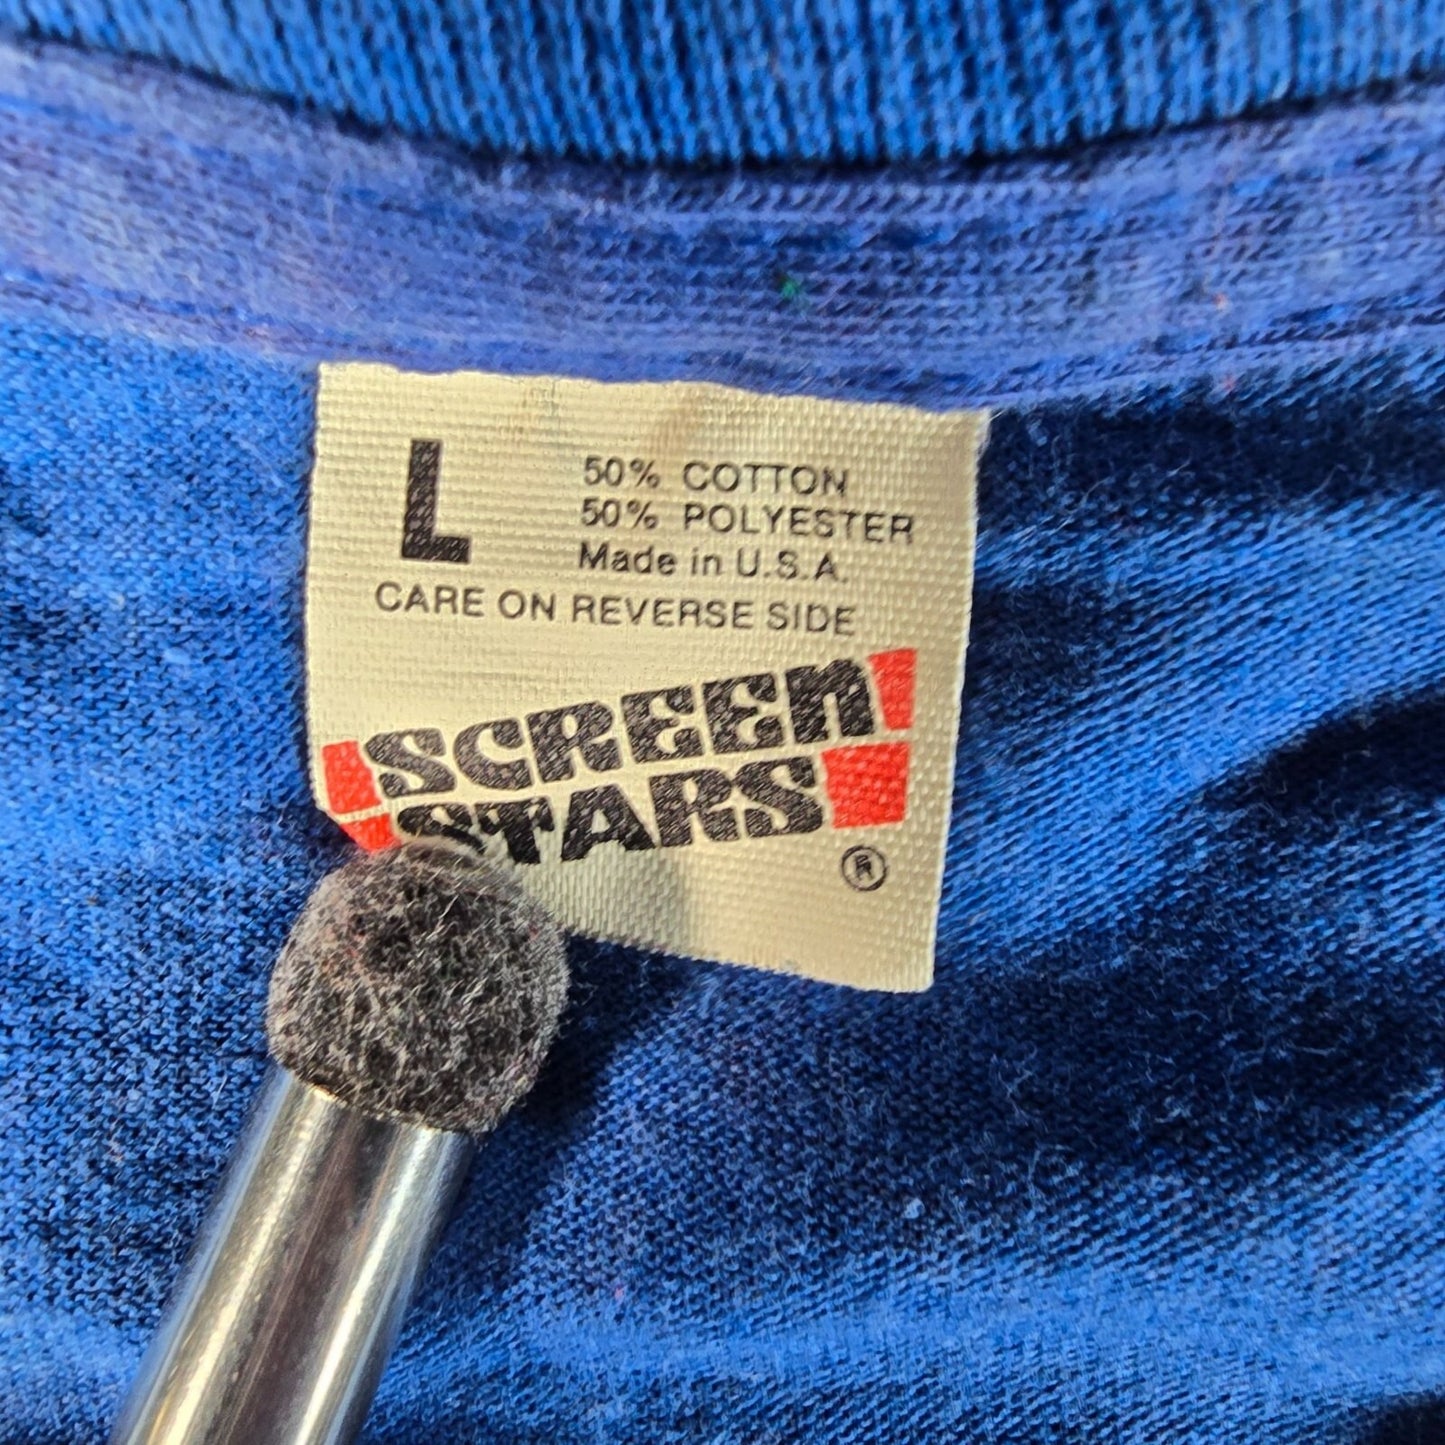 L
50% COTTON
50% POLYESTER
Made in U.S.A.
CARE ON REVERSE SIDE
SCREEN
STARS
®